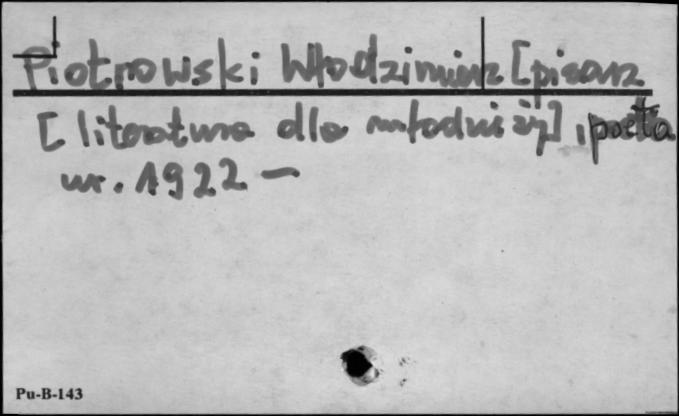 Piotrowski Włodzimierz [pisarz
[literatura dla młodzieży], poeta
ur. 1922 –
Pu-B-143